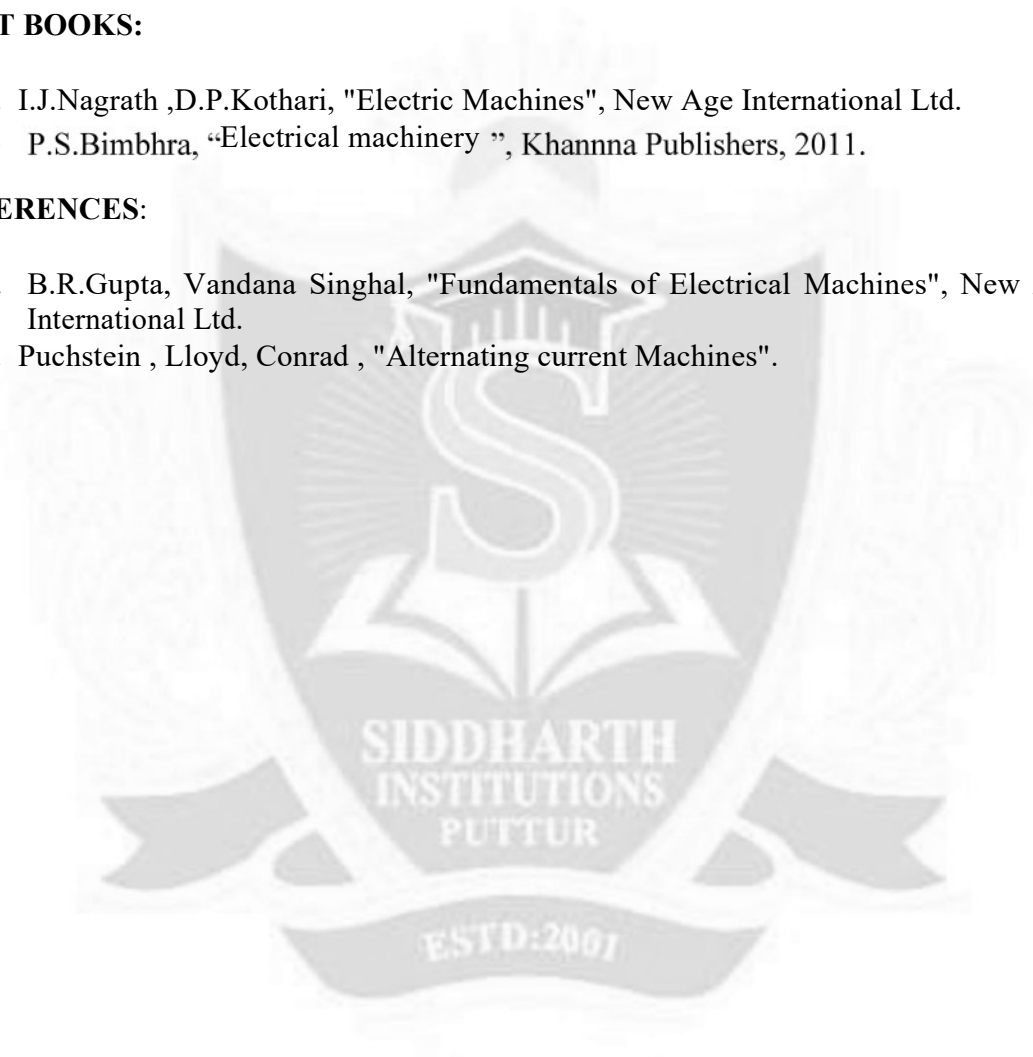 T BOOKS:
I.J.Nagrath ,D.P.Kothari, "Electric Machines", New Age International Ltd.
P.S.Bimbhra, “Electrical machinery ”, Khannna Publishers, 2011.
ERENCES:
B.R.Gupta, Vandana Singhal, "Fundamentals of Electrical Machines", New
International Ltd.
Puchstein , Lloyd, Conrad , "Alternating current Machines".
S
SIDDHARTH
INSTITUTIONS
PUTTUR
ESTD:2001